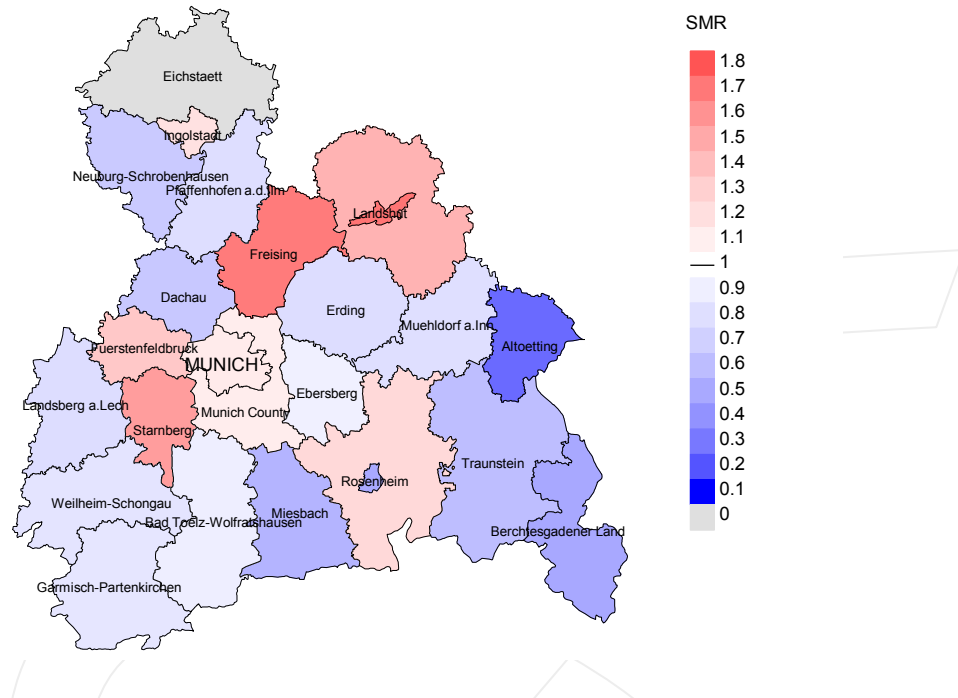 SMR
1.8
1.7
1.6
1.5
1.4
1.3
1.2
1.1
1
0.9
0.8
0.7
0.6
0.5
0.4
0.3
0.2
0.1
0
Eichstaett
Ingolstadt
Neuburg-Schrobenhausen
Pfaffenhofen a.d.Ilm
Landshut
Freising
Dachau
Erding
Muehldorf a.Inn
Altoetting
Fuerstenfeldbruck
MUNICH
Ebersberg
Landsberg a.Lech
Munich County
Starnberg
Traunstein
Rosenheim
Weilheim-Schongau
Miesbach
Bad Toelz-Wolfratshausen
Berchtesgadener Land
Garmisch-Partenkirchen